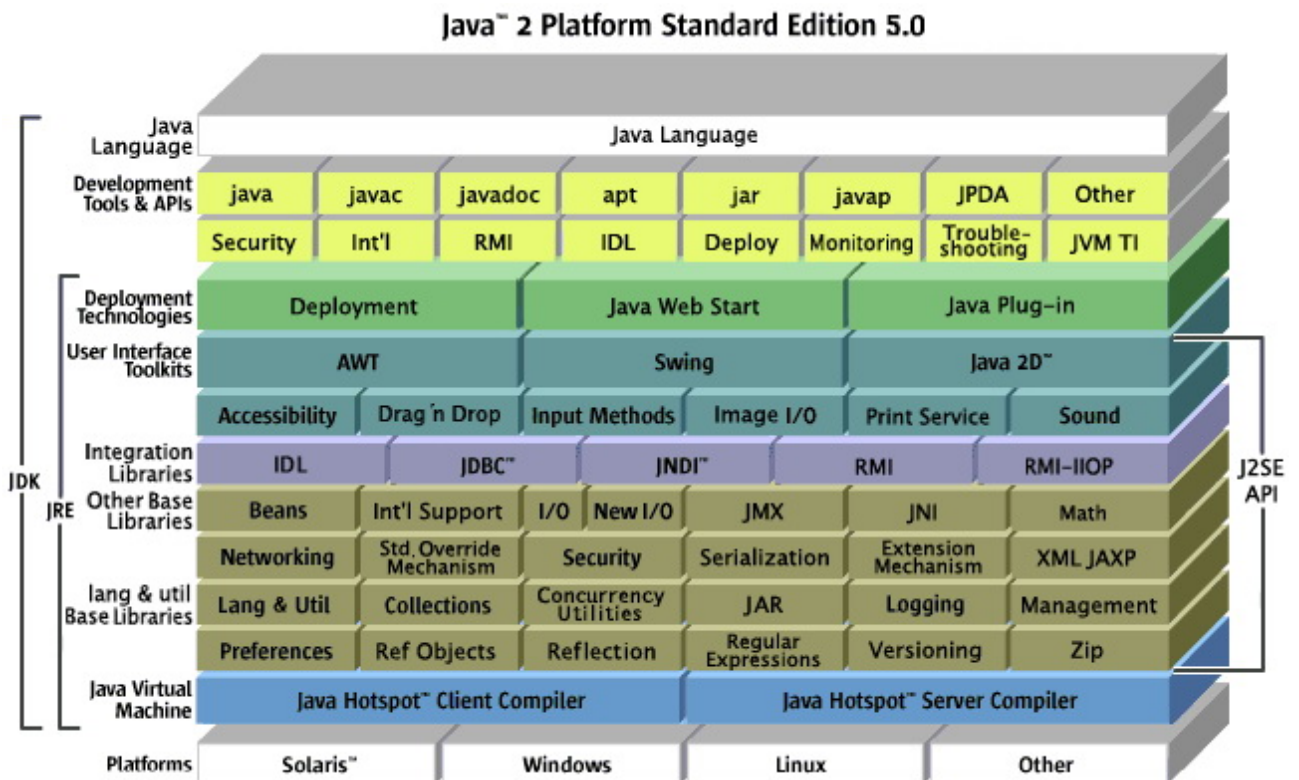 Java™ 2 Platform Standard Edition 5.0
Java
Language
Java Language
Development
Tools & APIs
java javac javadoc apt jar javap JPDA Other
Security Int'l RMI IDL Deploy Monitoring Trouble-
shooting JVM TI
Deployment
Technologies
Deployment Java Web Start Java Plug-in
User Interface
Toolkits
AWT Swing Java 2D™
Accessibility Drag 'n Drop Input Methods Image I/O Print Service Sound
Integration
Libraries
IDL JDBC™ JNDI™ RMI RMI-IIOP
JDK
JRE
J2SE
API
Other Base
Libraries
Beans Int'l Support I/O New I/O JMX JNI Math
Networking Std. Override
Mechanism Security Serialization Extension
Mechanism XML JAXP
lang & util
Base Libraries
Lang & Util Collections Concurrency
Utilities JAR Logging Management
Preferences Ref Objects Reflection Regular
Expressions Versioning Zip
Java Virtual
Machine
Java Hotspot™ Client Compiler Java Hotspot™ Server Compiler
Platforms
Solaris™ Windows Linux Other